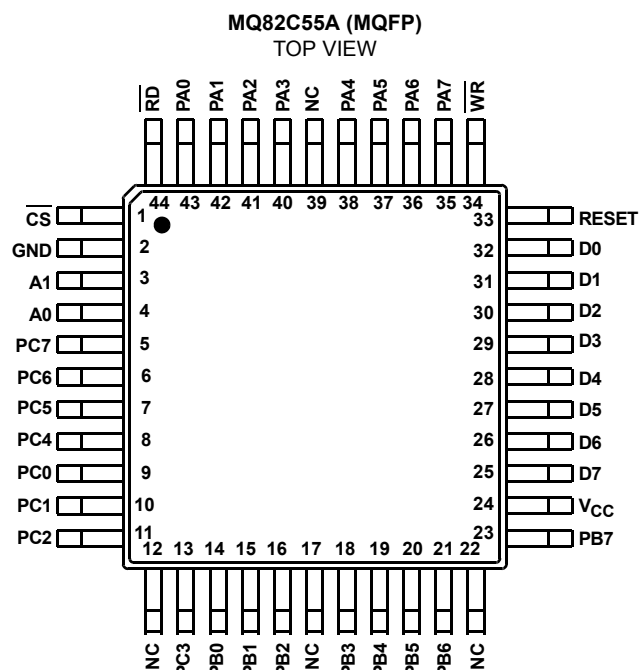 MQ82C55A (MQFP)
TOP VIEW
RD PA0 PA1 PA2 PA3 NC PA4 PA5 PA6 PA7 WR
44 43 42 41 40 39 38 37 36 35 34
CS 1 33 RESET
GND 2 32 D0
A1 3 31 D1
A0 4 30 D2
PC7 5 29 D3
PC6 6 28 D4
PC5 7 27 D5
PC4 8 26 D6
PC0 9 25 D7
PC1 10 24 VCC
PC2 11 23 PB7
12 13 14 15 16 17 18 19 20 21 22
NC PC3 PB0 PB1 PB2 NC PB3 PB4 PB5 PB6 NC